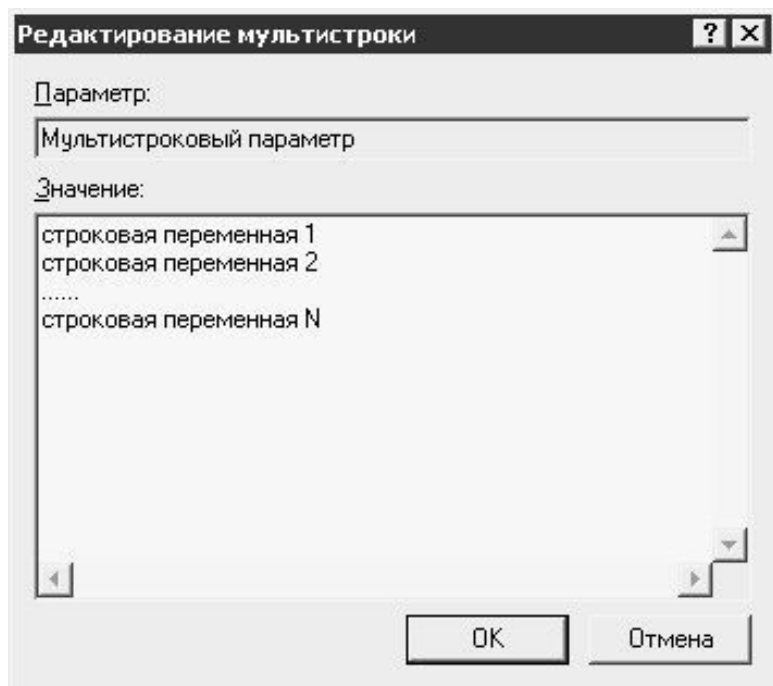 Редактирование мультистроки
Параметр:
Мультистроковый параметр
Значение:
строковая переменная 1
строковая переменная 2
......
строковая переменная N
OK
Отмена